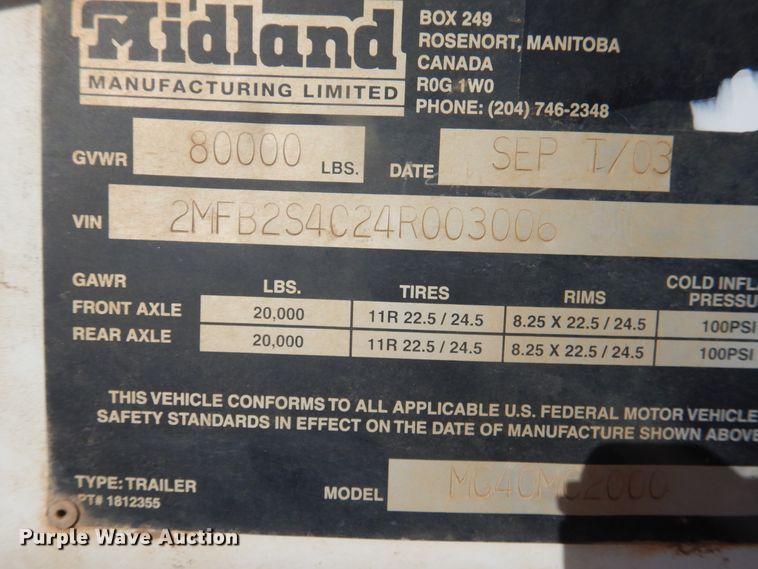 Midland
MANUFACTURING LIMITED
BOX 249
ROSENORT, MANITOBA
CANADA
R0G 1W0
PHONE: (204) 746-2348
GVWR 80000 LBS. DATE SEP T/03
VIN 2MFB2S4C24R003006
GAWR LBS. TIRES RIMS COLD INFL
PRESSU
FRONT AXLE 20,000 11R 22.5 / 24.5 8.25 X 22.5 / 24.5 100PSI
REAR AXLE 20,000 11R 22.5 / 24.5 8.25 X 22.5 / 24.5 100PSI
THIS VEHICLE CONFORMS TO ALL APPLICABLE U.S. FEDERAL MOTOR VEHICLE
SAFETY STANDARDS IN EFFECT ON THE DATE OF MANUFACTURE SHOWN ABOVE
TYPE: TRAILER
PT# 1812355
MODEL
Purple Wave Auction